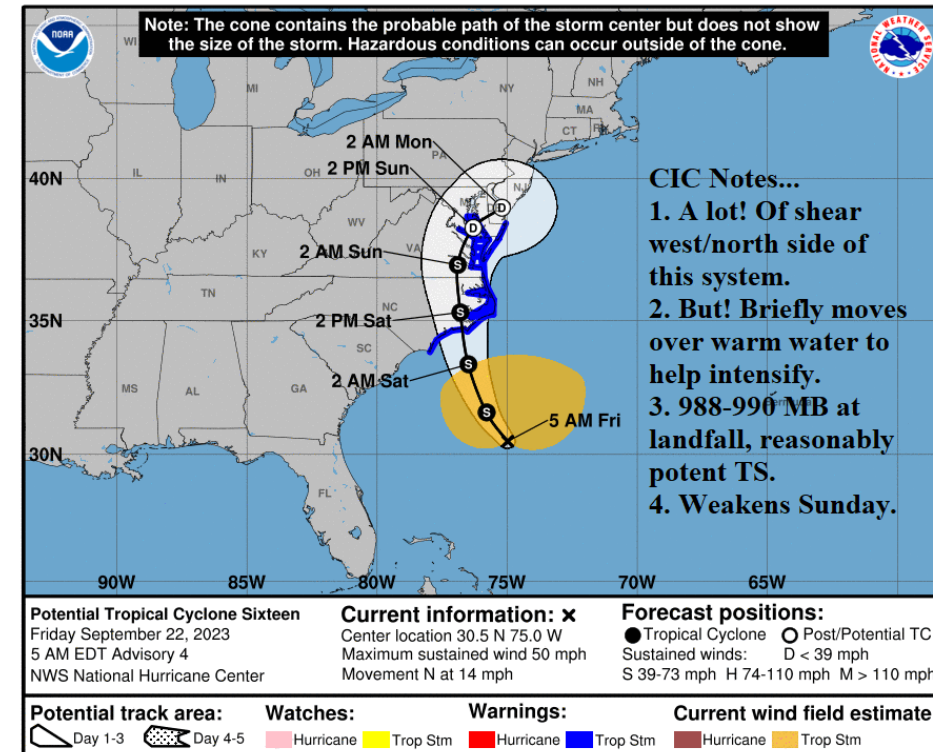 Note: The cone contains the probable path of the storm center but does not show
the size of the storm. Hazardous conditions can occur outside of the cone.
NOAA
NATIONAL WEATHER SERVICE
WI
MI
NY
NH
MA
CT
RI
2 AM Mon
PA
2 PM Sun
40N
IL
IN
OH
NJ
WV
VA
KY
2 AM Sun
TN
NC
2 PM Sat
35N
SC
MS
AL
GA
2 AM Sat
5 AM Fri
30N
FL
CIC Notes...
1. A lot! Of shear
west/north side of
this system.
2. But! Briefly moves
over warm water to
help intensify.
3. 988-990 MB at
landfall, reasonably
potent TS.
4. Weakens Sunday.
D
D
S
S
S
S
90W 85W 80W 75W 70W 65W
Potential Tropical Cyclone Sixteen
Friday September 22, 2023
5 AM EDT Advisory 4
NWS National Hurricane Center
Current information: x
Center location 30.5 N 75.0 W
Maximum sustained wind 50 mph
Movement N at 14 mph
Forecast positions:
Tropical Cyclone Post/Potential TC
Sustained winds: D < 39 mph
S 39-73 mph H 74-110 mph M > 110 mph
Potential track area:
Day 1-3 Day 4-5
Watches:
Hurricane Trop Stm
Warnings:
Hurricane Trop Stm
Current wind field estimate
Hurricane Trop Stm